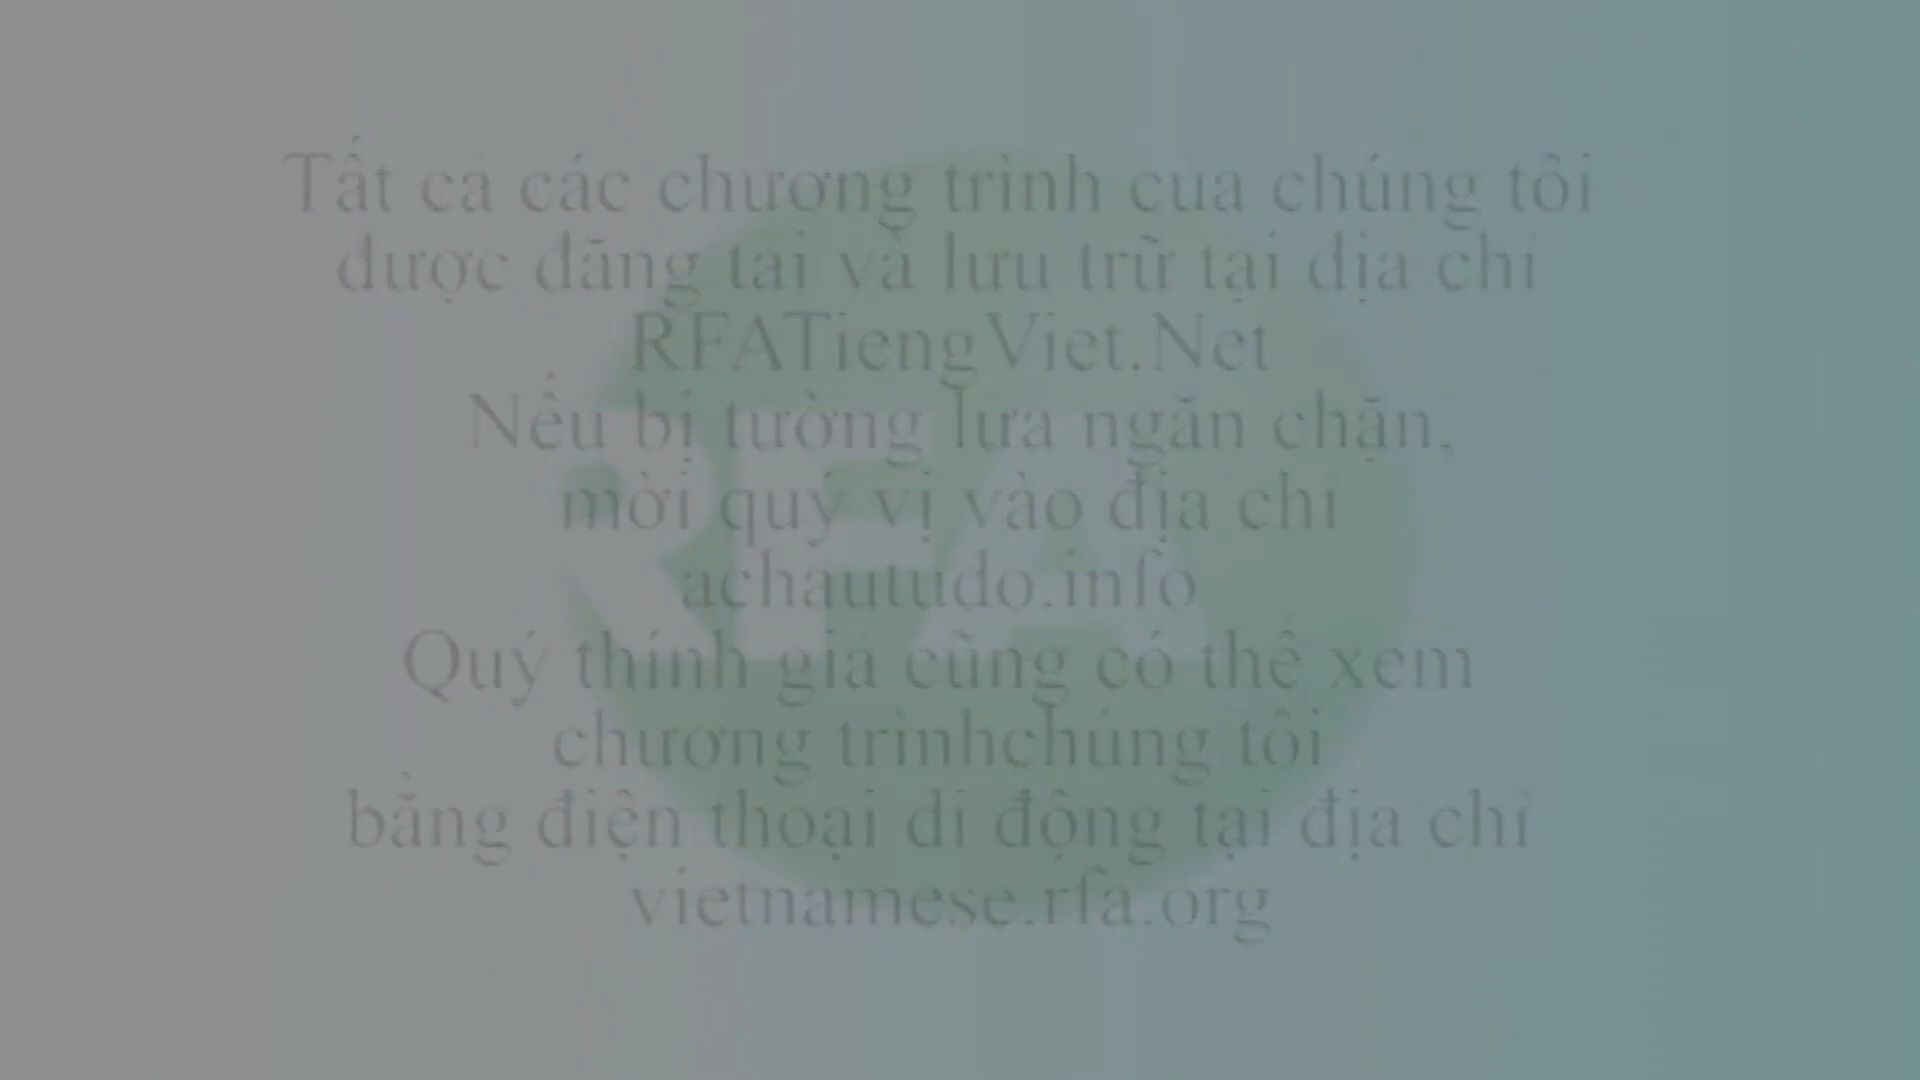 Tất cả các chương trình của chúng tôi
được đăng tải và lưu trữ tại địa chỉ
RFATiengViet.Net
Nếu bị tường lửa ngăn chặn,
mời quý vị vào địa chỉ
achautudo.info
Quý thính giả cũng có thể xem
chương trìnhchúng tôi
bằng điện thoại di động tại địa chỉ
vietnamese.rfa.org
RFA